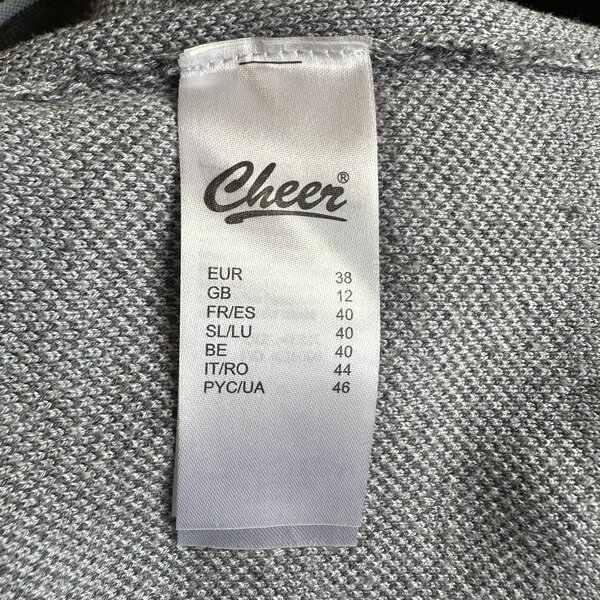 Cheer®
EUR 38
GB 12
FR/ES 40
SL/LU 40
BE 40
IT/RO 44
PYC/UA 46